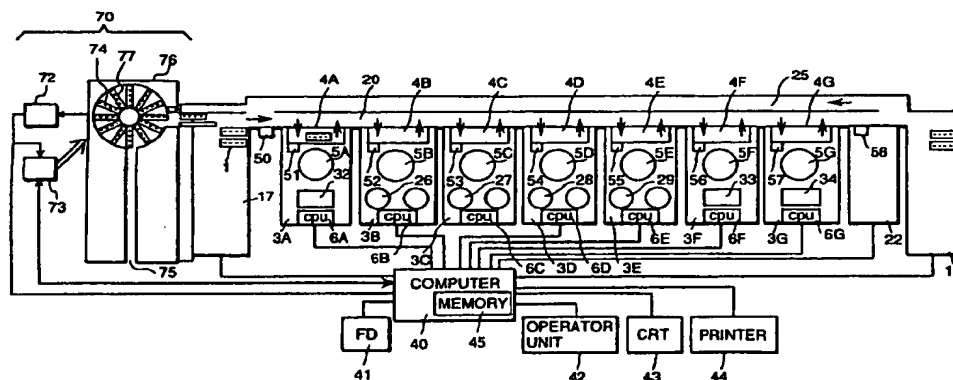 70
74 77 76
72
73
75
17
1
50
4A 20 4B 4C 4D 4E 4F 25 4G
51 52 53 54 55 56 57 58
5A 5B 5C 5D 5E 5F 5G
32 26 27 28 29 33 34
cpu cpu cpu cpu cpu cpu cpu
3A 6A 3B 6B 3C 6C 3D 6D 3E 6E 3F 6F 3G 6G 22
1
COMPUTER
MEMORY
40 45
FD
41
OPERATOR
UNIT
42
CRT
43
PRINTER
44